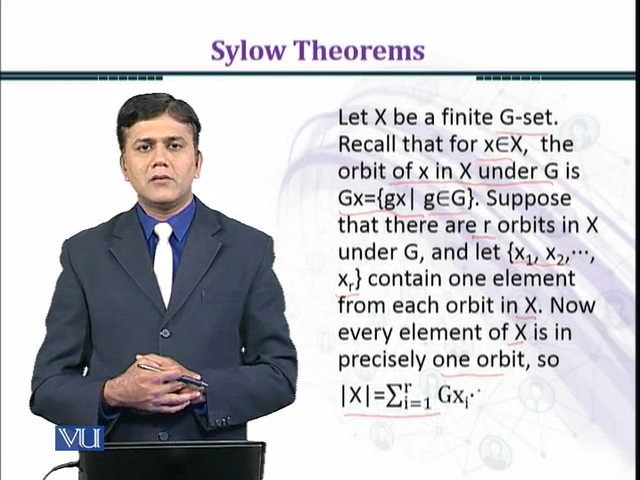 Sylow Theorems
Let X be a finite G-set.
Recall that for x∈X, the
orbit of x in X under G is
Gx={gx| g∈G}. Suppose
that there are r orbits in X
under G, and let {x₁, x₂,⋯,
xᵣ} contain one element
from each orbit in X. Now
every element of X is in
precisely one orbit, so
|X|=∑ʳᵢ₌₁ Gxᵢ.
VU